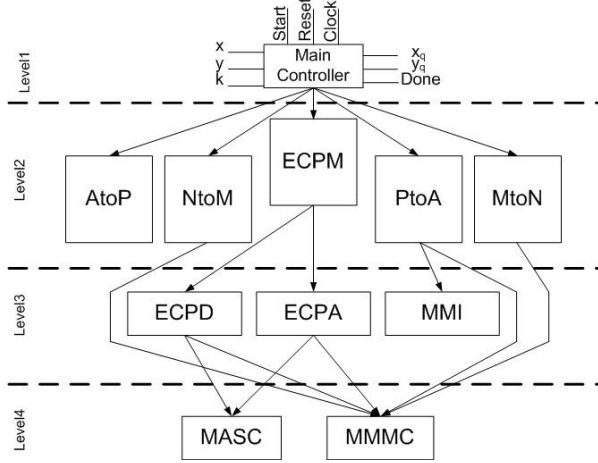 Start
Reset
Clock
Level1
x
y
k
Main
Controller
xq
yq
Done
Level2
AtoP
NtoM
ECPM
PtoA
MtoN
Level3
ECPD
ECPA
MMI
Level4
MASC
MMMC